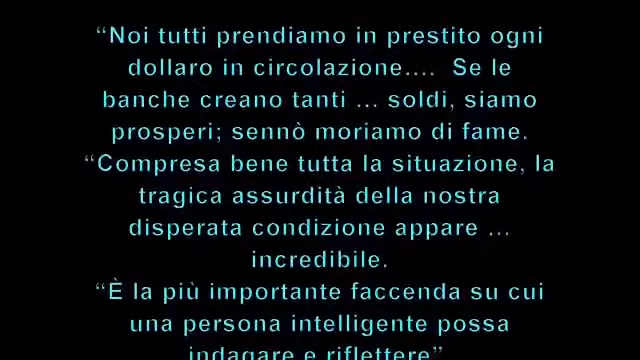 “Noi tutti prendiamo in prestito ogni
dollaro in circolazione....  Se le
banche creano tanti ... soldi, siamo
prosperi; sennò moriamo di fame.
“Compresa bene tutta la situazione, la
tragica assurdità della nostra
disperata condizione appare ...
incredibile.
“È la più importante faccenda su cui
una persona intelligente possa
indagare e riflettere”